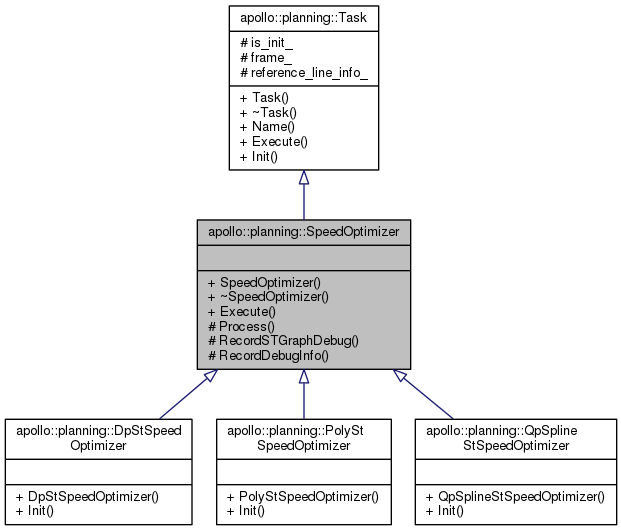 apollo::planning::Task
# is_init_
# frame_
# reference_line_info_
+ Task()
+ ~Task()
+ Name()
+ Execute()
+ Init()
apollo::planning::SpeedOptimizer
+ SpeedOptimizer()
+ ~SpeedOptimizer()
+ Execute()
# Process()
# RecordSTGraphDebug()
# RecordDebugInfo()
apollo::planning::DpStSpeed
Optimizer
+ DpStSpeedOptimizer()
+ Init()
apollo::planning::PolySt
SpeedOptimizer
+ PolyStSpeedOptimizer()
+ Init()
apollo::planning::QpSpline
StSpeedOptimizer
+ QpSplineStSpeedOptimizer()
+ Init()